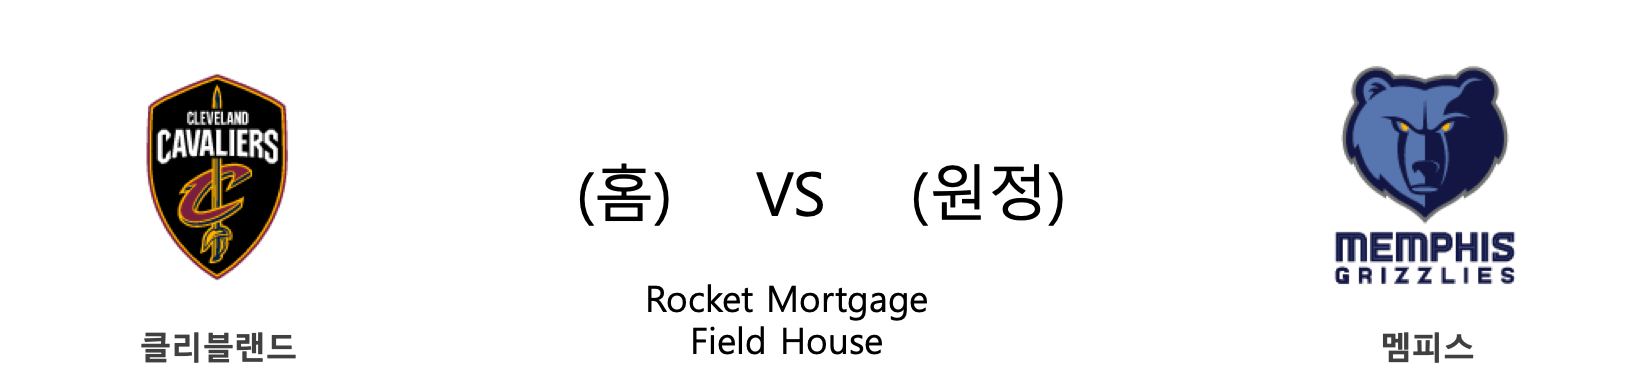 CLEVELAND
CAVALIERS
C
클리블랜드
(홈) VS (원정)
Rocket Mortgage
Field House
MEMPHIS
GRIZZLIES
멤피스